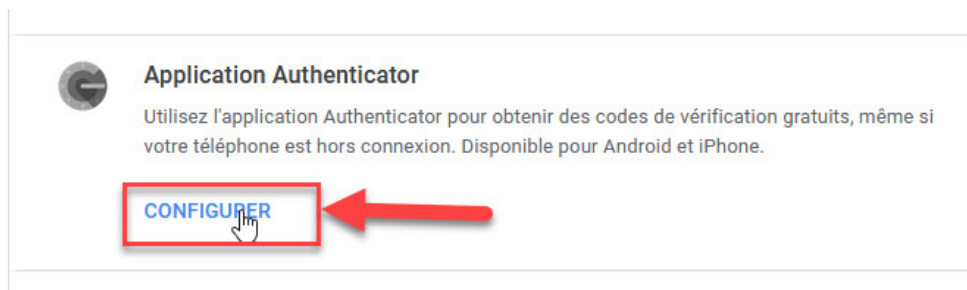 Application Authenticator
Utilisez l'application Authenticator pour obtenir des codes de vérification gratuits, même si
votre téléphone est hors connexion. Disponible pour Android et iPhone.
CONFIGURER